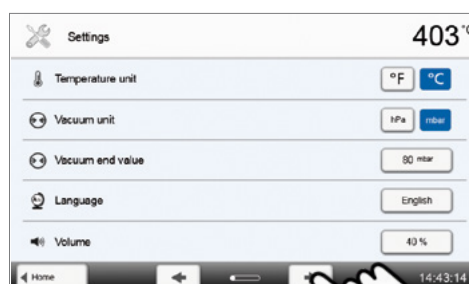 Settings 403 °C
Temperature unit °F °C
Vacuum unit hPa mbar
Vacuum end value 80 mbar
Language English
Volume 40 %
Home 14:43:14